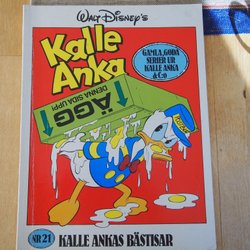 WALT DISNEY'S
Kalle
Anka
GAMLA, GODA
SERIER UR
KALLE ANKA
& C:o
ÄGG
DENNA SIDA UPP!
NR 21
KALLE ANKAS BÄSTISAR